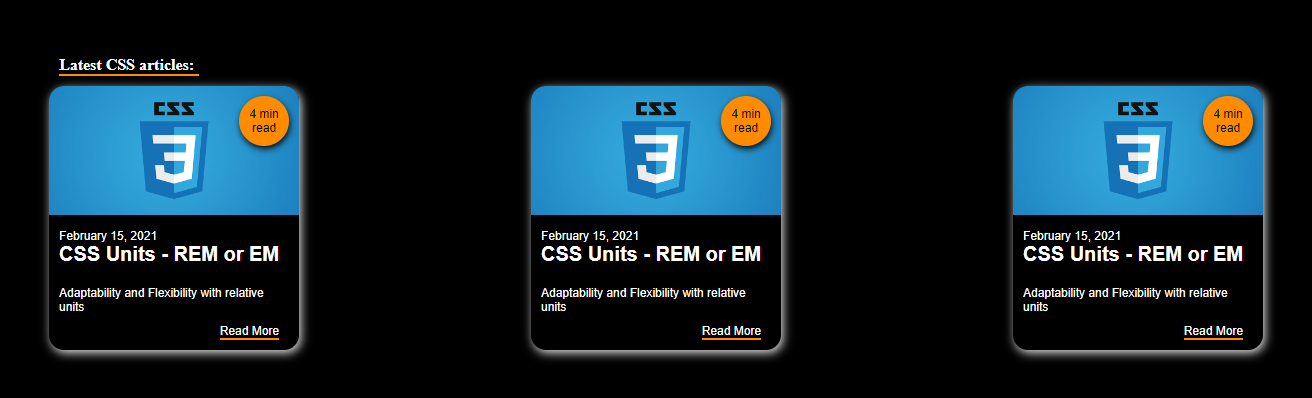 Latest CSS articles:
CSS
4 min
read
February 15, 2021
CSS Units - REM or EM
Adaptability and Flexibility with relative
units
Read More
CSS
4 min
read
February 15, 2021
CSS Units - REM or EM
Adaptability and Flexibility with relative
units
Read More
CSS
4 min
read
February 15, 2021
CSS Units - REM or EM
Adaptability and Flexibility with relative
units
Read More